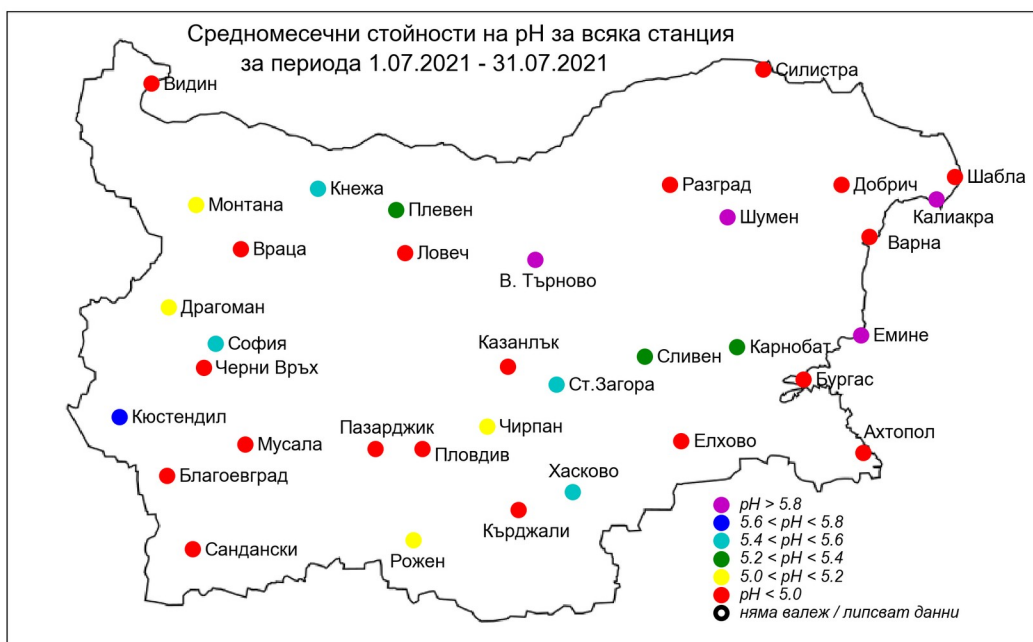 Средномесечни стойности на pH за всяка станция
за периода 1.07.2021 - 31.07.2021
Силистра
Видин
Шабла
Кнежа
Разград
Добрич
Монтана
Плевен
Калиакра
Шумен
Варна
Враца
Ловеч
В. Търново
Драгоман
Емине
София
Казанлък
Карнобат
Сливен
Черни Връх
Бургас
Ст.Загора
Кюстендил
Чирпан
Пазарджик
Ахтопол
Мусала
Елхово
Пловдив
Благоевград
Хасково
Кърджали
Сандански
Рожен
pH > 5.8
5.6 < pH < 5.8
5.4 < pH < 5.6
5.2 < pH < 5.4
5.0 < pH < 5.2
pH < 5.0
няма валеж / липсват данни